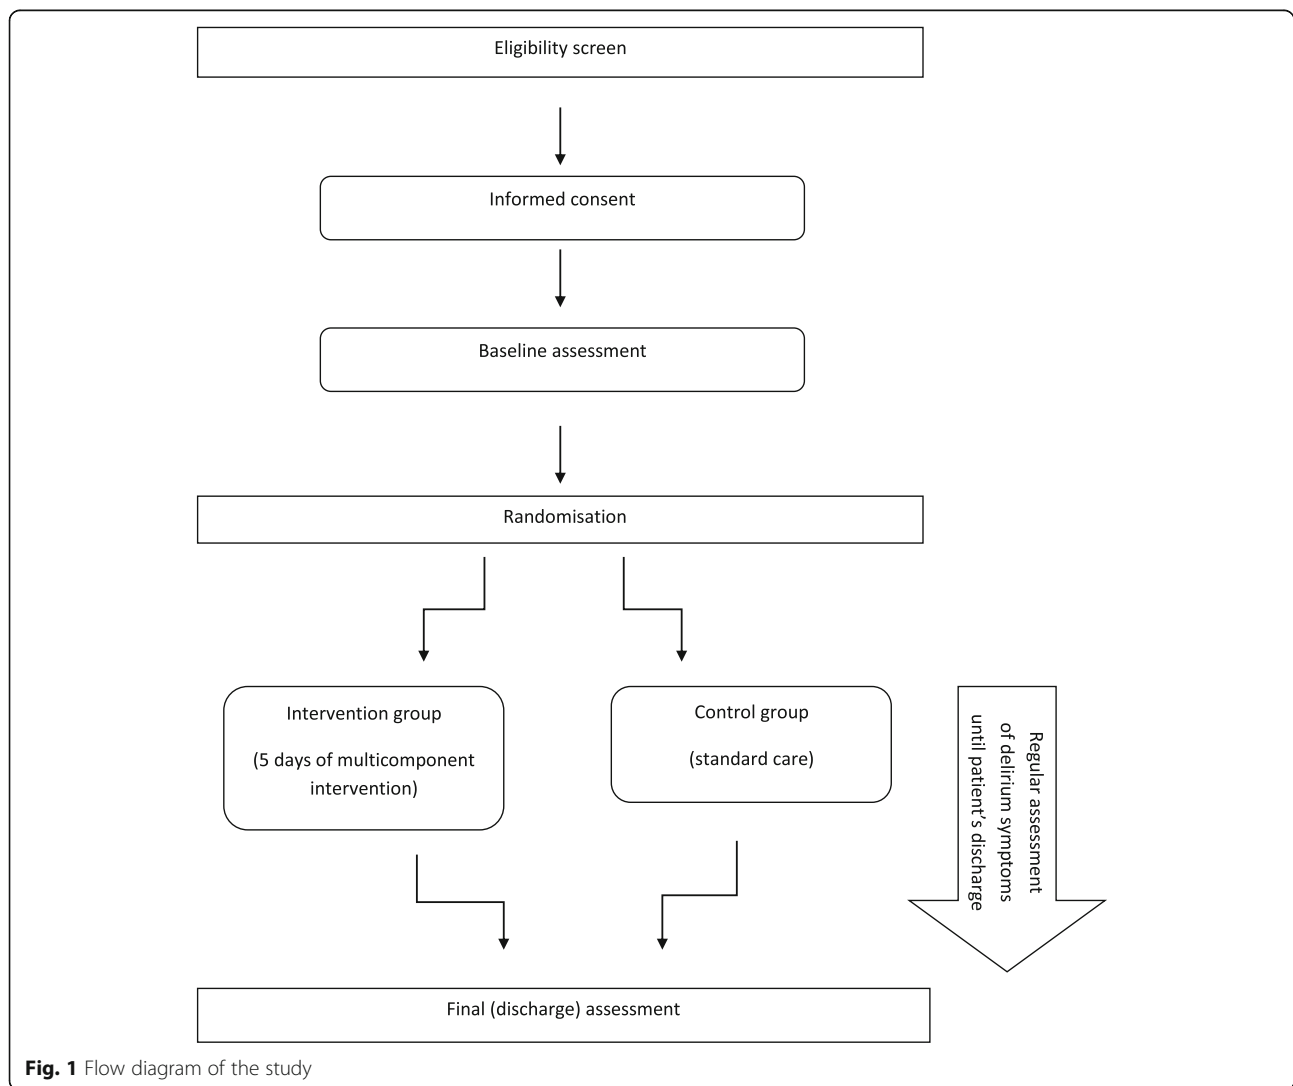 Eligibility screen
Informed consent
Baseline assessment
Randomisation
Intervention group
(5 days of multicomponent
intervention)
Control group
(standard care)
Regular assessment
of delirium symptoms
until patient’s discharge
Final (discharge) assessment
Fig. 1 Flow diagram of the study